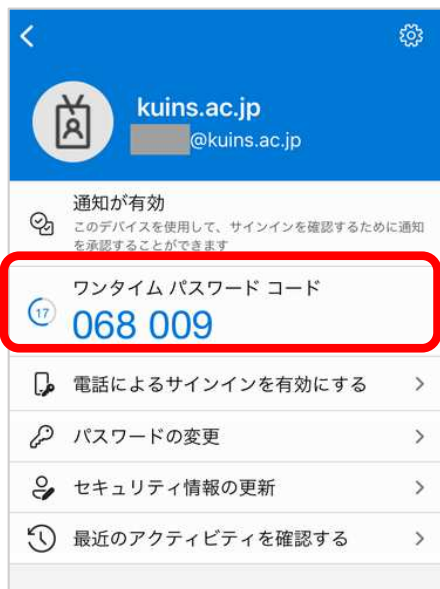 kuins.ac.jp
@kuins.ac.jp
通知が有効
このデバイスを使用して、サインインを確認するために通知
を承認することができます
ワンタイム パスワード コード
17
068 009
電話によるサインインを有効にする
パスワードの変更
セキュリティ情報の更新
最近のアクティビティを確認する